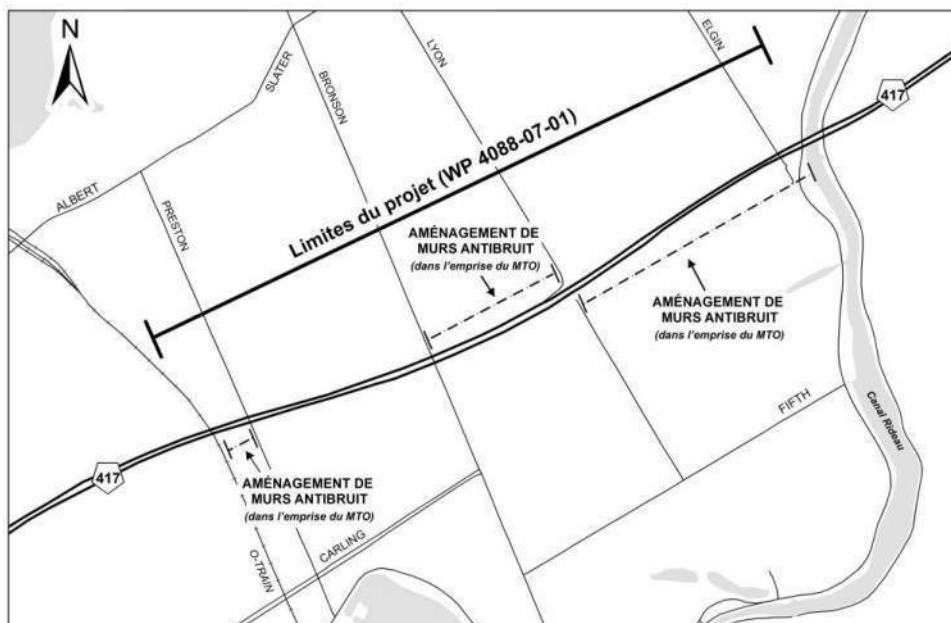 N
SLATER
BRONSON
LYON
ELGIN
417
ALBERT
PRESTON
Limites du projet (WP 4088-07-01)
AMÉNAGEMENT DE
MURS ANTIBRUIT
(dans l'emprise du MTO)
AMÉNAGEMENT DE
MURS ANTIBRUIT
(dans l'emprise du MTO)
FIFTH
Canal Rideau
417
AMÉNAGEMENT DE
MURS ANTIBRUIT
(dans l'emprise du MTO)
CARLING
O-TRAIN